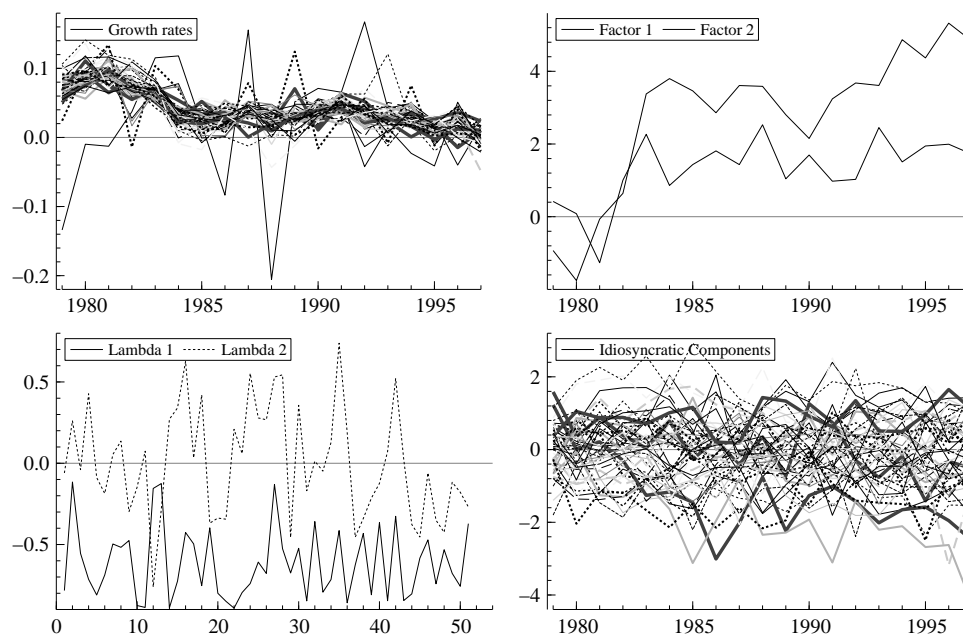 Growth rates
0.1
0.0
−0.1
−0.2
1980 1985 1990 1995
Factor 1 Factor 2
4
2
0
1980 1985 1990 1995
Lambda 1 Lambda 2
0.5
0.0
−0.5
0 10 20 30 40 50
Idiosyncratic Components
2
0
−2
−4
1980 1985 1990 1995